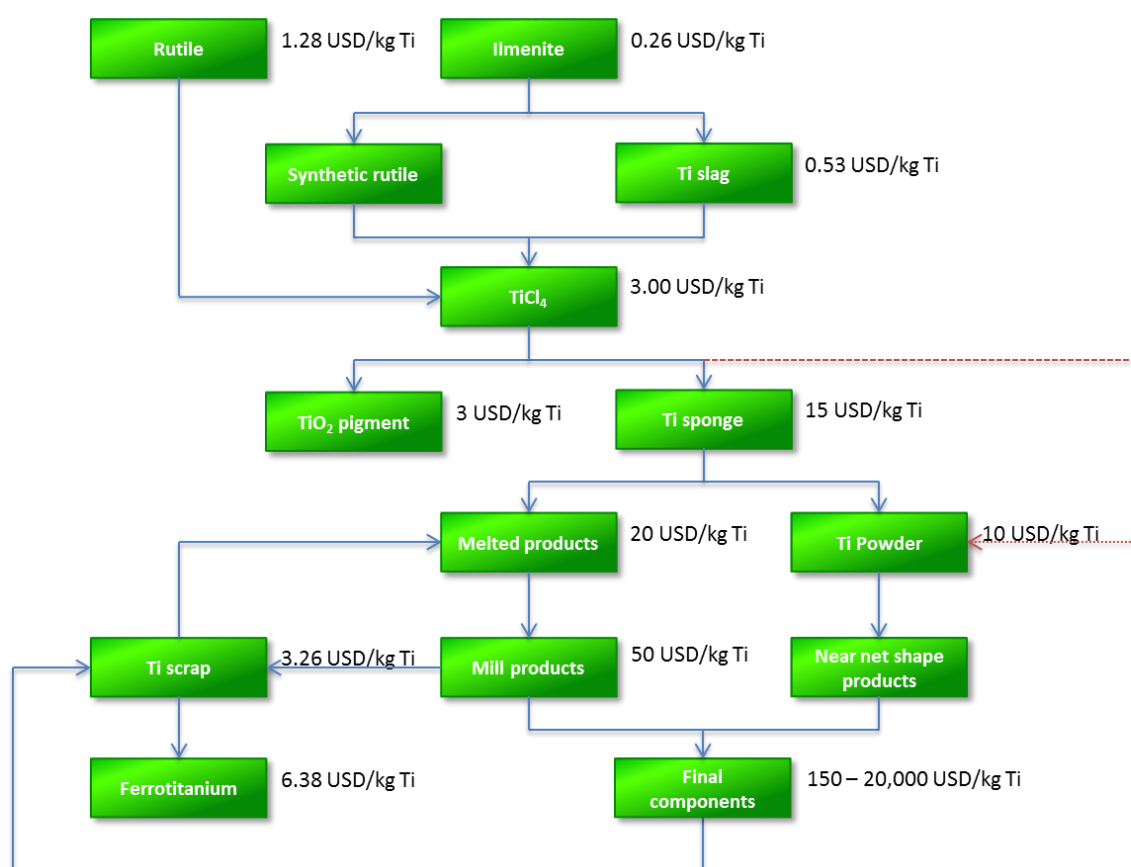 Rutile
1.28 USD/kg Ti
Ilmenite
0.26 USD/kg Ti
Synthetic rutile
Ti slag
0.53 USD/kg Ti
TiCl₄
3.00 USD/kg Ti
TiO₂ pigment
3 USD/kg Ti
Ti sponge
15 USD/kg Ti
Melted products
20 USD/kg Ti
Ti Powder
10 USD/kg Ti
Ti scrap
3.26 USD/kg Ti
Mill products
50 USD/kg Ti
Near net shape
products
Ferrotitanium
6.38 USD/kg Ti
Final
components
150 – 20,000 USD/kg Ti